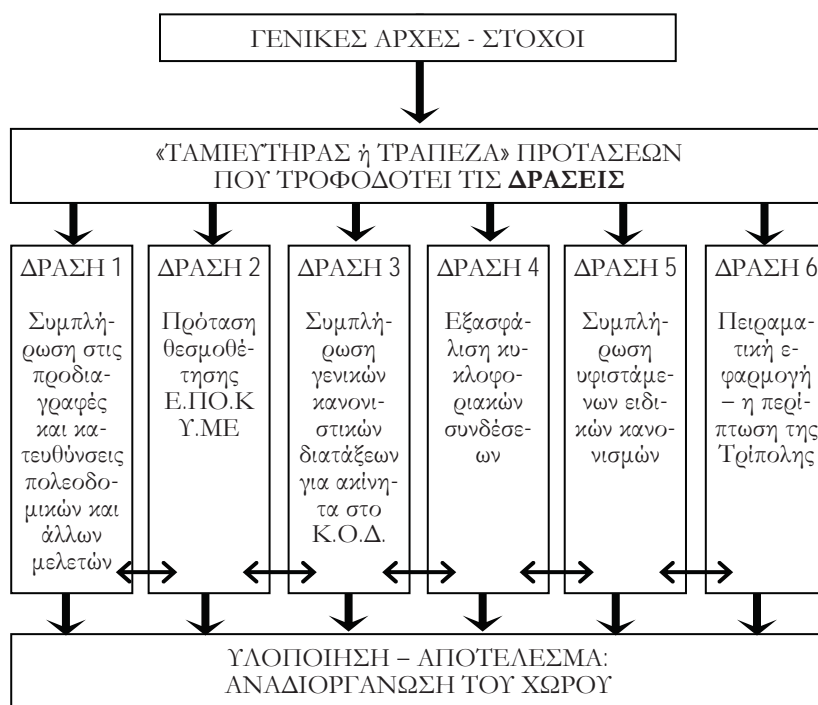 ΓΕΝΙΚΕΣ ΑΡΧΕΣ - ΣΤΟΧΟΙ
«ΤΑΜΙΕΥΤΗΡΑΣ ή ΤΡΑΠΕΖΑ» ΠΡΟΤΑΣΕΩΝ
ΠΟΥ ΤΡΟΦΟΔΟΤΕΙ ΤΙΣ ΔΡΑΣΕΙΣ
ΔΡΑΣΗ 1
Συμπλή-
ρωση στις
προδια-
γραφές
και κα-
τευθύνσεις
πολεοδο-
μικών και
άλλων
μελετών
ΔΡΑΣΗ 2
Πρόταση
θεσμοθέ-
τησης
Ε.ΠΟ.Κ
Υ.ΜΕ
ΔΡΑΣΗ 3
Συμπλή-
ρωση
γενικών
κανονι-
στικών
διατάξεων
για ακίνη-
τα στο
Κ.Ο.Δ.
ΔΡΑΣΗ 4
Εξασφά-
λιση κυ-
κλοφο-
ριακών
συνδέσε-
ων
ΔΡΑΣΗ 5
Συμπλή-
ρωση
υφιστάμε-
νων ειδι-
κών κανο-
νισμών
ΔΡΑΣΗ 6
Πειραμα-
τική ε-
φαρμογή
– η περί-
πτωση της
Τρίπολης
ΥΛΟΠΟΙΗΣΗ – ΑΠΟΤΕΛΕΣΜΑ:
ΑΝΑΔΙΟΡΓΑΝΩΣΗ ΤΟΥ ΧΩΡΟΥ